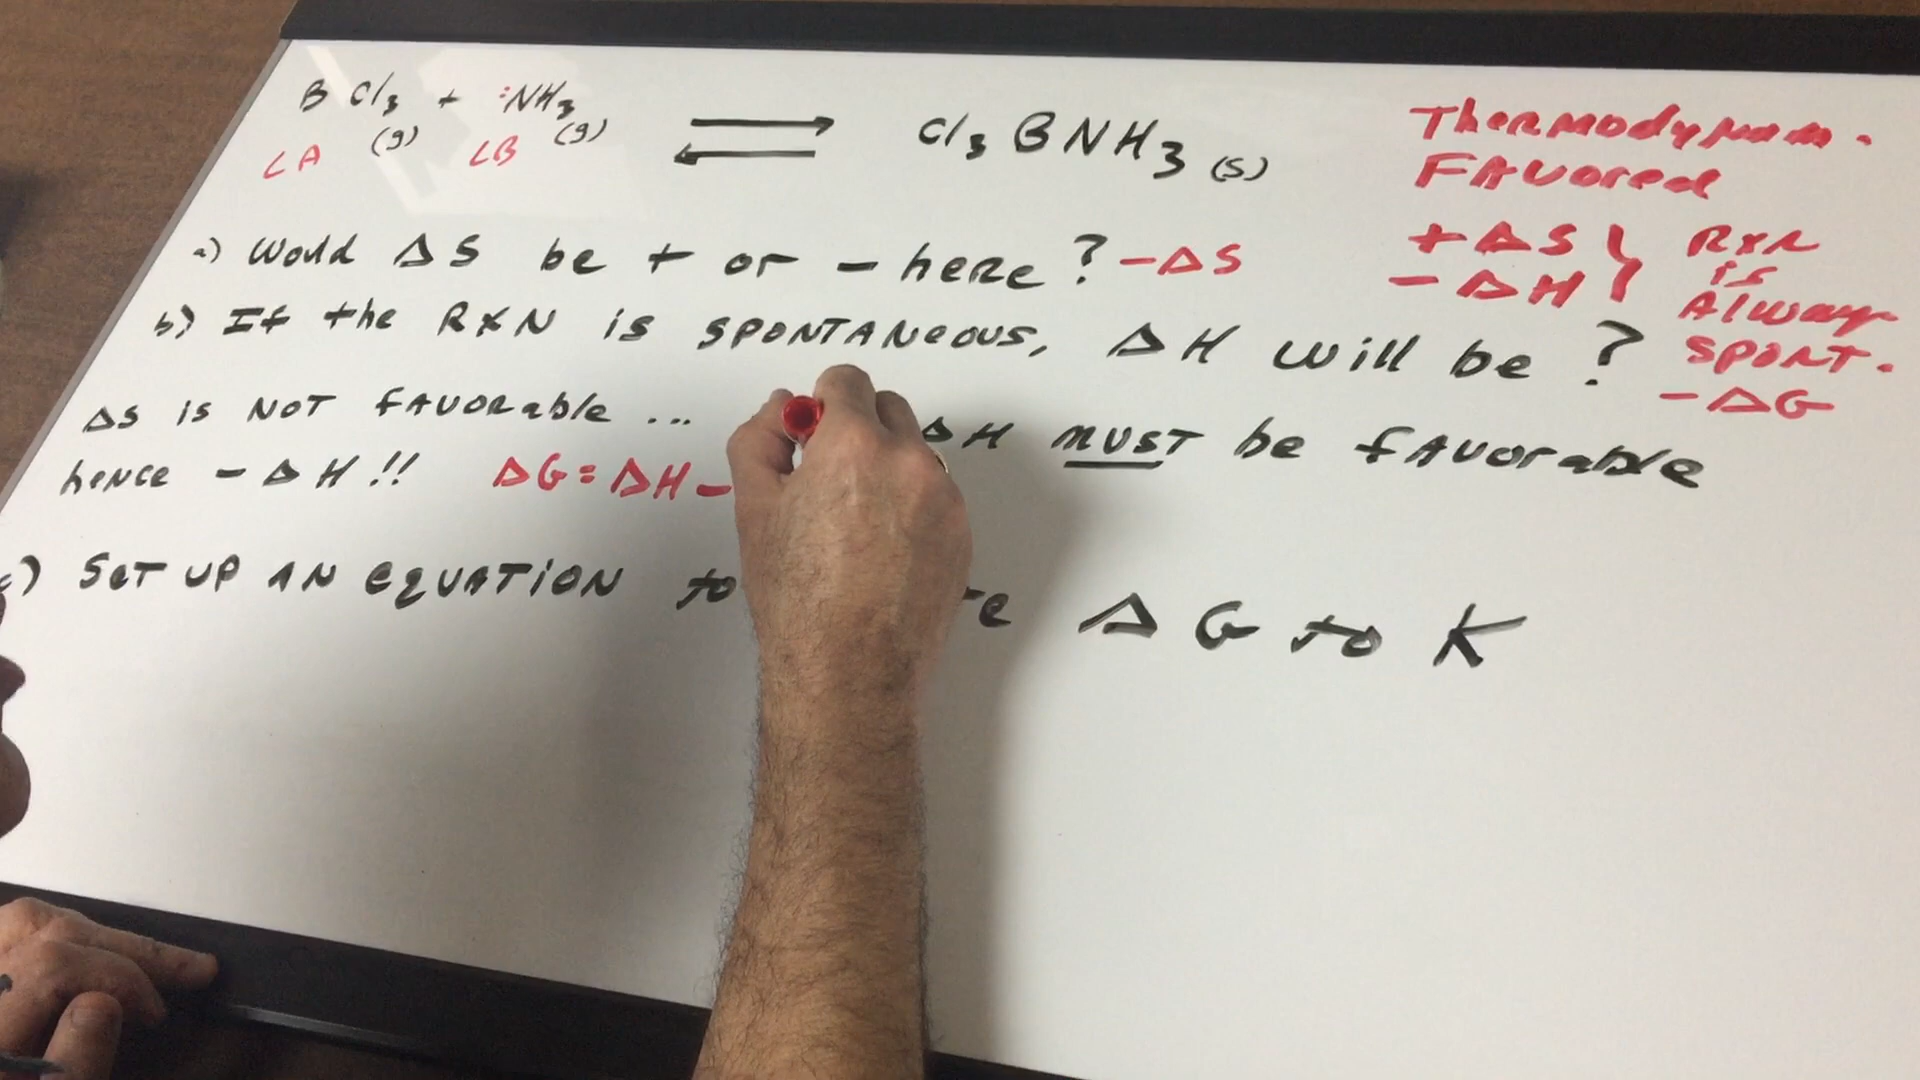 BCl₃ + :NH₃ ⇌ Cl₃BNH₃(s)
(g) (g)
LA LB
a) Would ΔS be + or - here? -ΔS
b) If the RXN is SPONTANEOUS, ΔH will be?
ΔS is NOT FAVORable ... ΔH MUST be FAVORable
hence -ΔH!! ΔG=ΔH-
) SET UP AN EQUATION to ΔG to K
Thermodynam.
FAVored
+ΔS } RXN
-ΔH is
Always
SPONT.
-ΔG